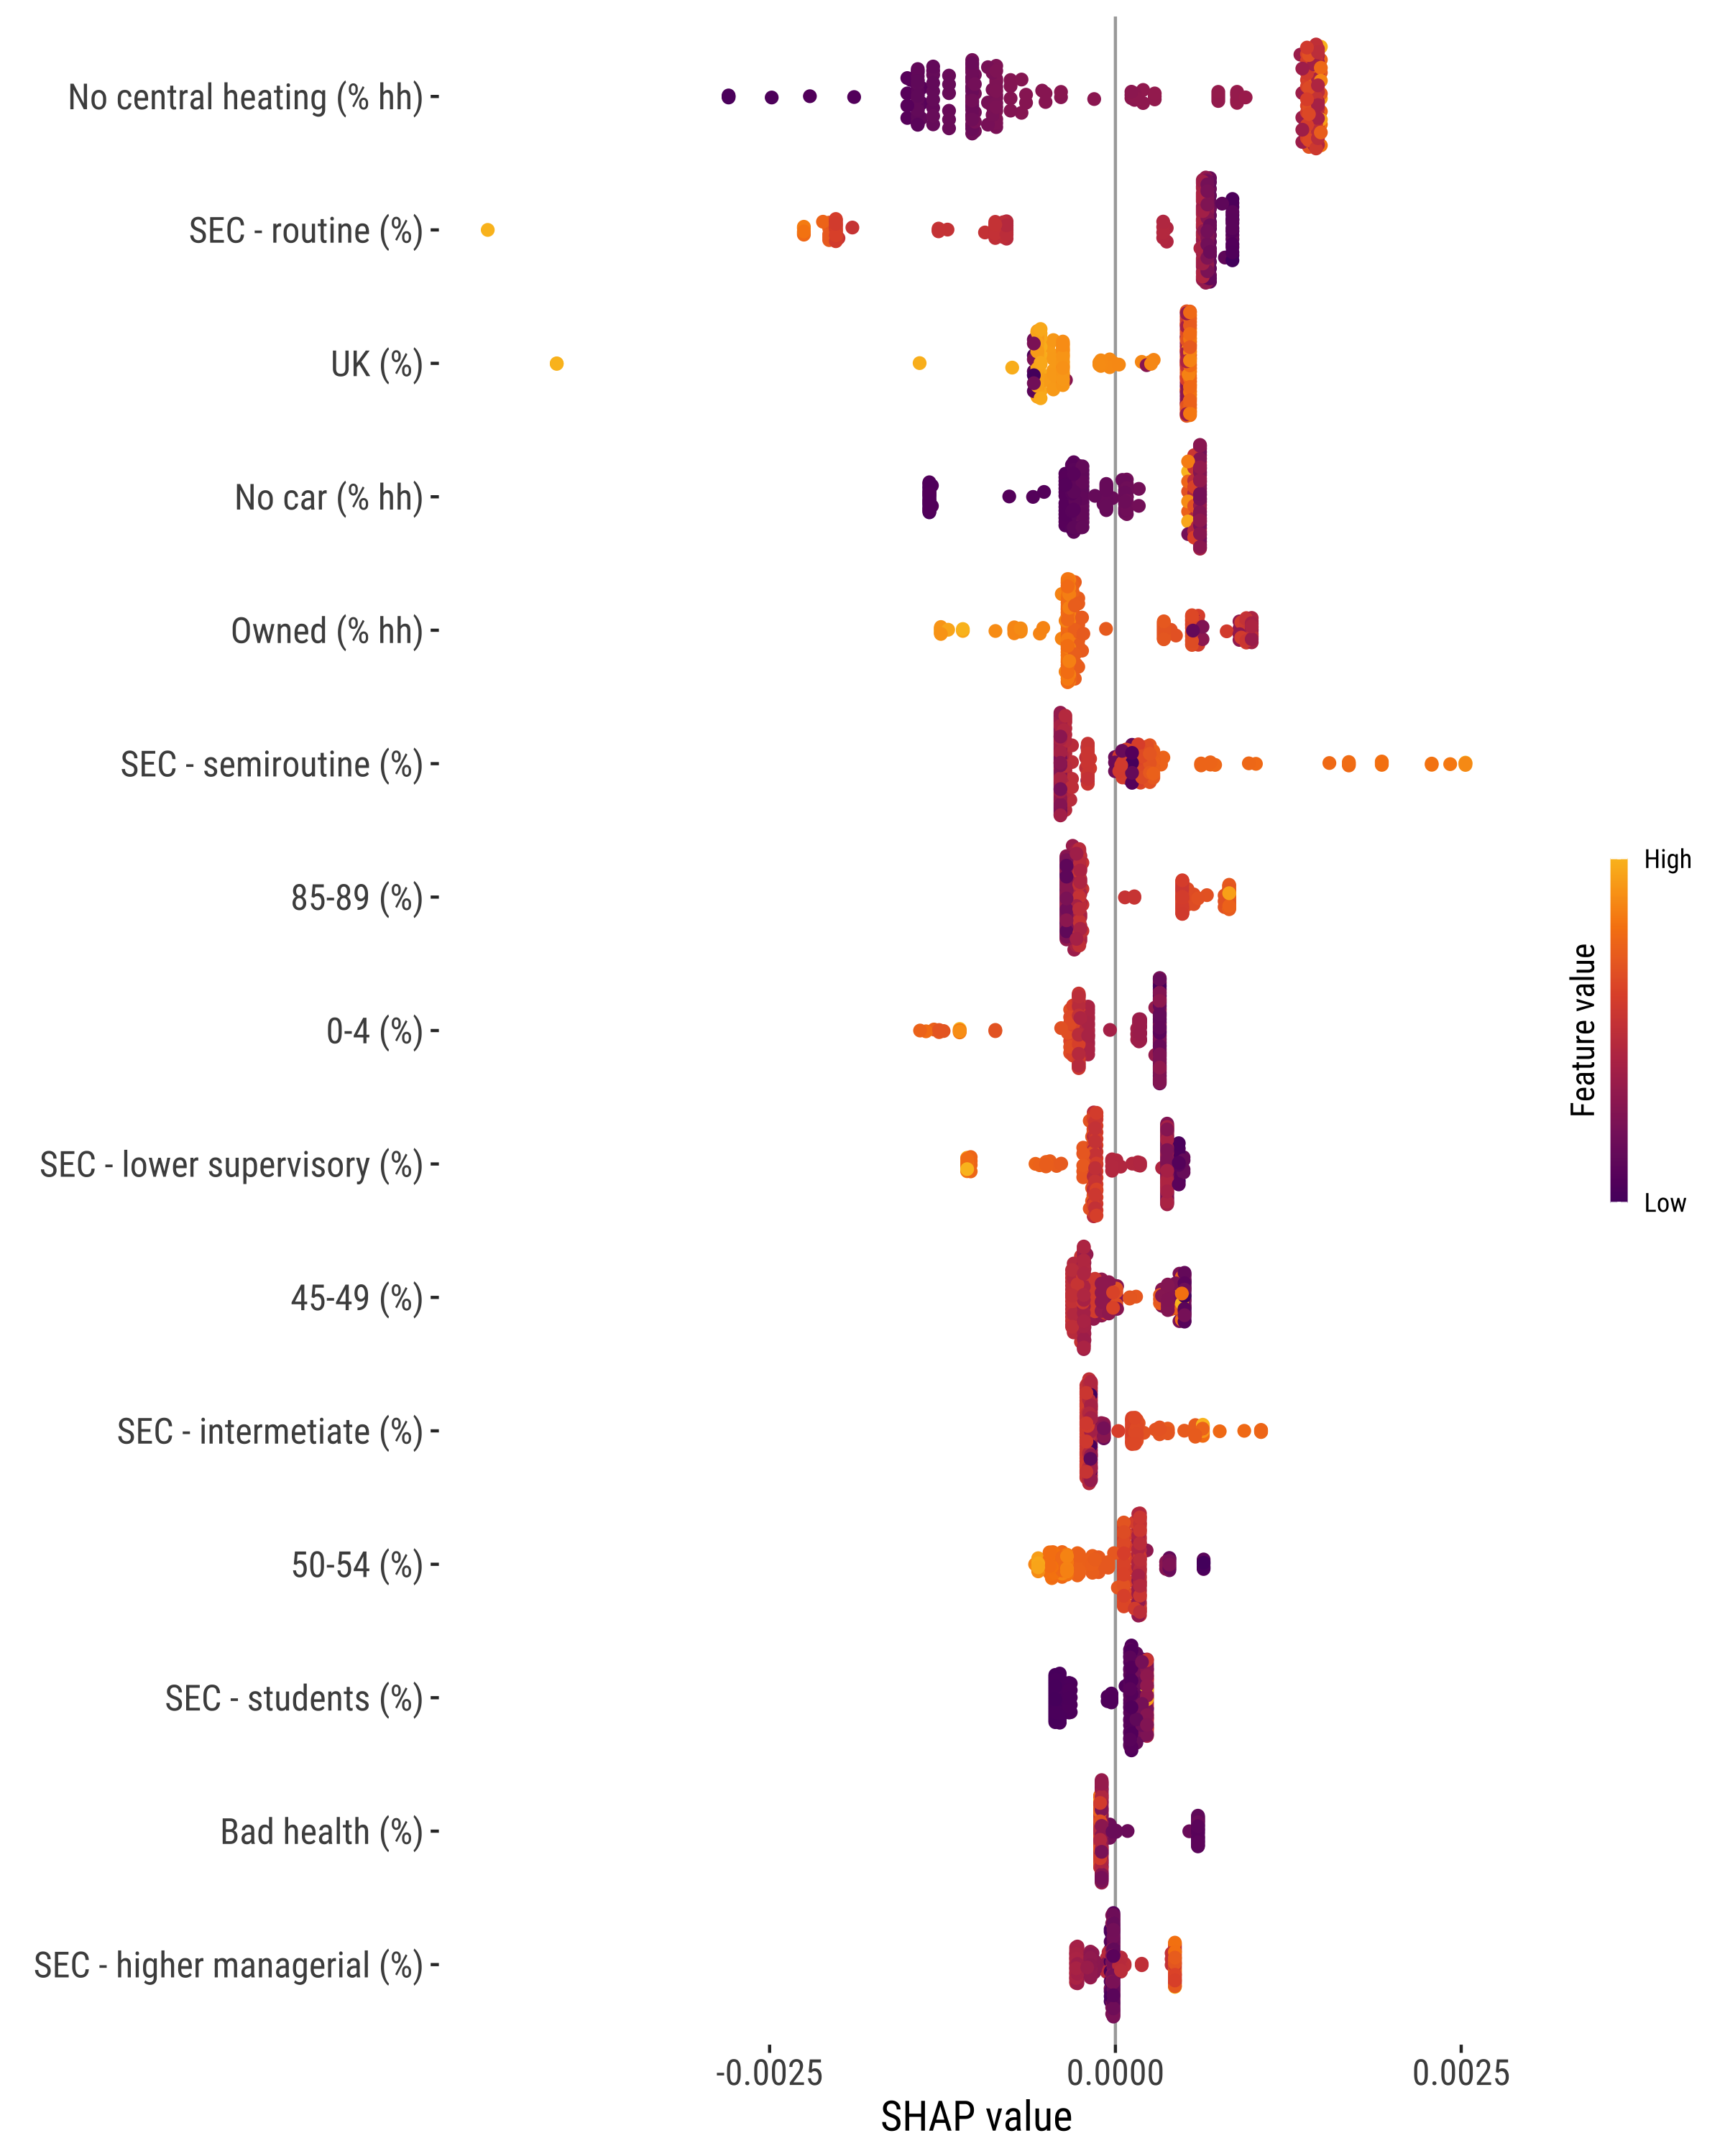 No central heating (% hh)
SEC - routine (%)
UK (%)
No car (% hh)
Owned (% hh)
SEC - semiroutine (%)
85-89 (%)
0-4 (%)
SEC - lower supervisory (%)
45-49 (%)
SEC - intermetiate (%)
50-54 (%)
SEC - students (%)
Bad health (%)
SEC - higher managerial (%)
-0.0025
0.0000
0.0025
SHAP value
High
Feature value
Low